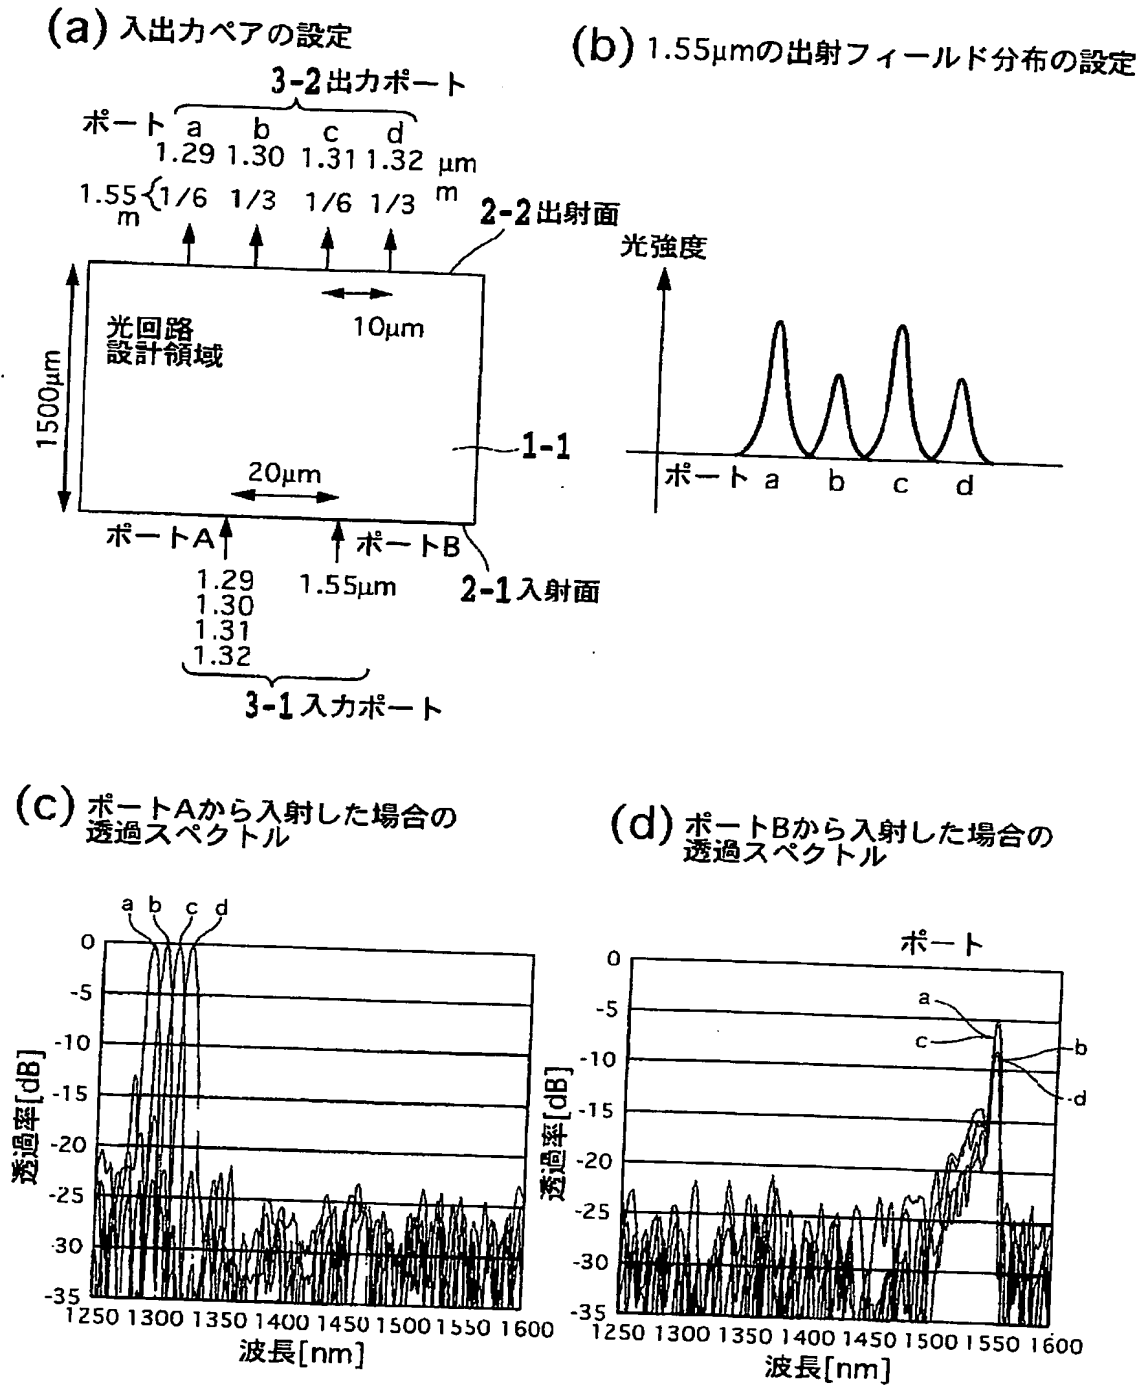 (a) 入出力ペアの設定
3-2出力ポート
ポート a b c d
1.29 1.30 1.31 1.32 μm
m
1.55 1/6 1/3 1/6 1/3
m
2-2出射面
10μm
光回路
設計領域
1500μm
1-1
20μm
ポートA ポートB
1.29 1.55μm
1.30
1.31
1.32
2-1入射面
3-1入力ポート
(b) 1.55μmの出射フィールド分布の設定
光強度
ポート a b c d
(c) ポートAから入射した場合の
透過スペクトル
a b c d
0
-5
-10
-15
-20
-25
-30
-35
透過率[dB]
1250 1300 1350 1400 1450 1500 1550 1600
波長[nm]
(d) ポートBから入射した場合の
透過スペクトル
ポート
a
c
b
d
0
-5
-10
-15
-20
-25
-30
-35
透過率[dB]
1250 1300 1350 1400 1450 1500 1550 1600
波長[nm]